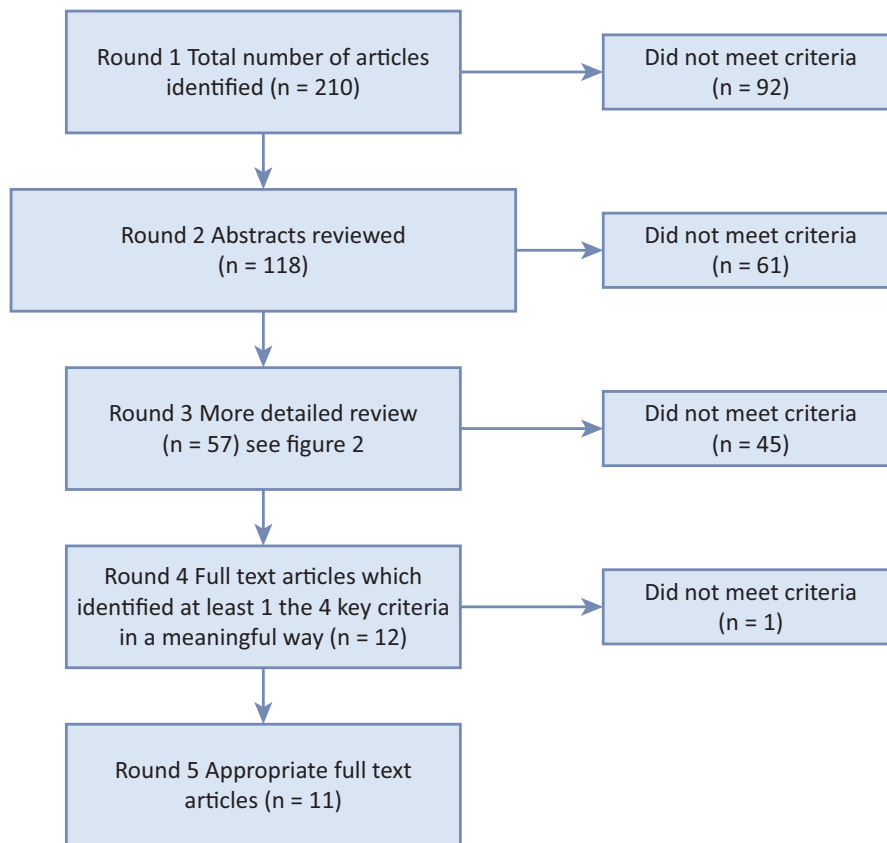 Round 1 Total number of articles
identified (n = 210)
Did not meet criteria
(n = 92)
Round 2 Abstracts reviewed
(n = 118)
Did not meet criteria
(n = 61)
Round 3 More detailed review
(n = 57) see figure 2
Did not meet criteria
(n = 45)
Round 4 Full text articles which
identified at least 1 the 4 key criteria
in a meaningful way (n = 12)
Did not meet criteria
(n = 1)
Round 5 Appropriate full text
articles (n = 11)